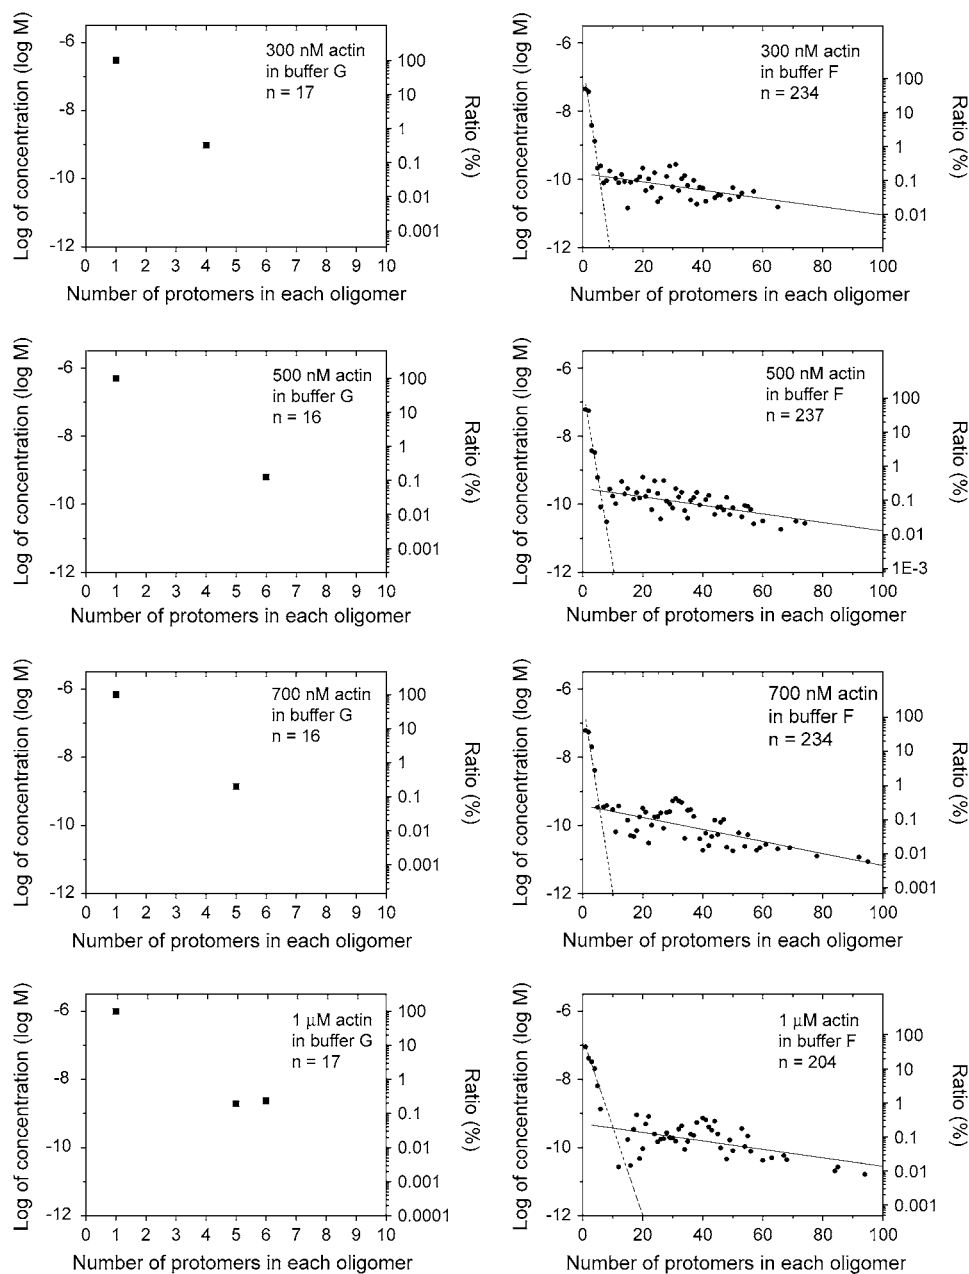 Log of concentration (log M)
-6
-8
-10
-12
300 nM actin
in buffer G
n = 17
100
10
1
0.1
0.01
0.001
Ratio (%)
0 1 2 3 4 5 6 7 8 9 10
Number of protomers in each oligomer
Log of concentration (log M)
-6
-8
-10
-12
300 nM actin
in buffer F
n = 234
100
10
1
0.1
0.01
Ratio (%)
0 20 40 60 80 100
Number of protomers in each oligomer
Log of concentration (log M)
-6
-8
-10
-12
500 nM actin
in buffer G
n = 16
100
10
1
0.1
0.01
0.001
Ratio (%)
0 1 2 3 4 5 6 7 8 9 10
Number of protomers in each oligomer
Log of concentration (log M)
-6
-8
-10
-12
500 nM actin
in buffer F
n = 237
100
10
1
0.1
0.01
1E-3
Ratio (%)
0 20 40 60 80 100
Number of protomers in each oligomer
Log of concentration (log M)
-6
-8
-10
-12
700 nM actin
in buffer G
n = 16
100
10
1
0.1
0.01
0.001
Ratio (%)
0 1 2 3 4 5 6 7 8 9 10
Number of protomers in each oligomer
Log of concentration (log M)
-6
-8
-10
-12
700 nM actin
in buffer F
n = 234
100
10
1
0.1
0.01
0.001
Ratio (%)
0 20 40 60 80 100
Number of protomers in each oligomer
Log of concentration (log M)
-6
-8
-10
-12
1 μM actin
in buffer G
n = 17
100
10
1
0.1
0.01
0.001
0.0001
Ratio (%)
0 1 2 3 4 5 6 7 8 9 10
Number of protomers in each oligomer
Log of concentration (log M)
-6
-8
-10
-12
1 μM actin
in buffer F
n = 204
100
10
1
0.1
0.01
0.001
Ratio (%)
0 20 40 60 80 100
Number of protomers in each oligomer